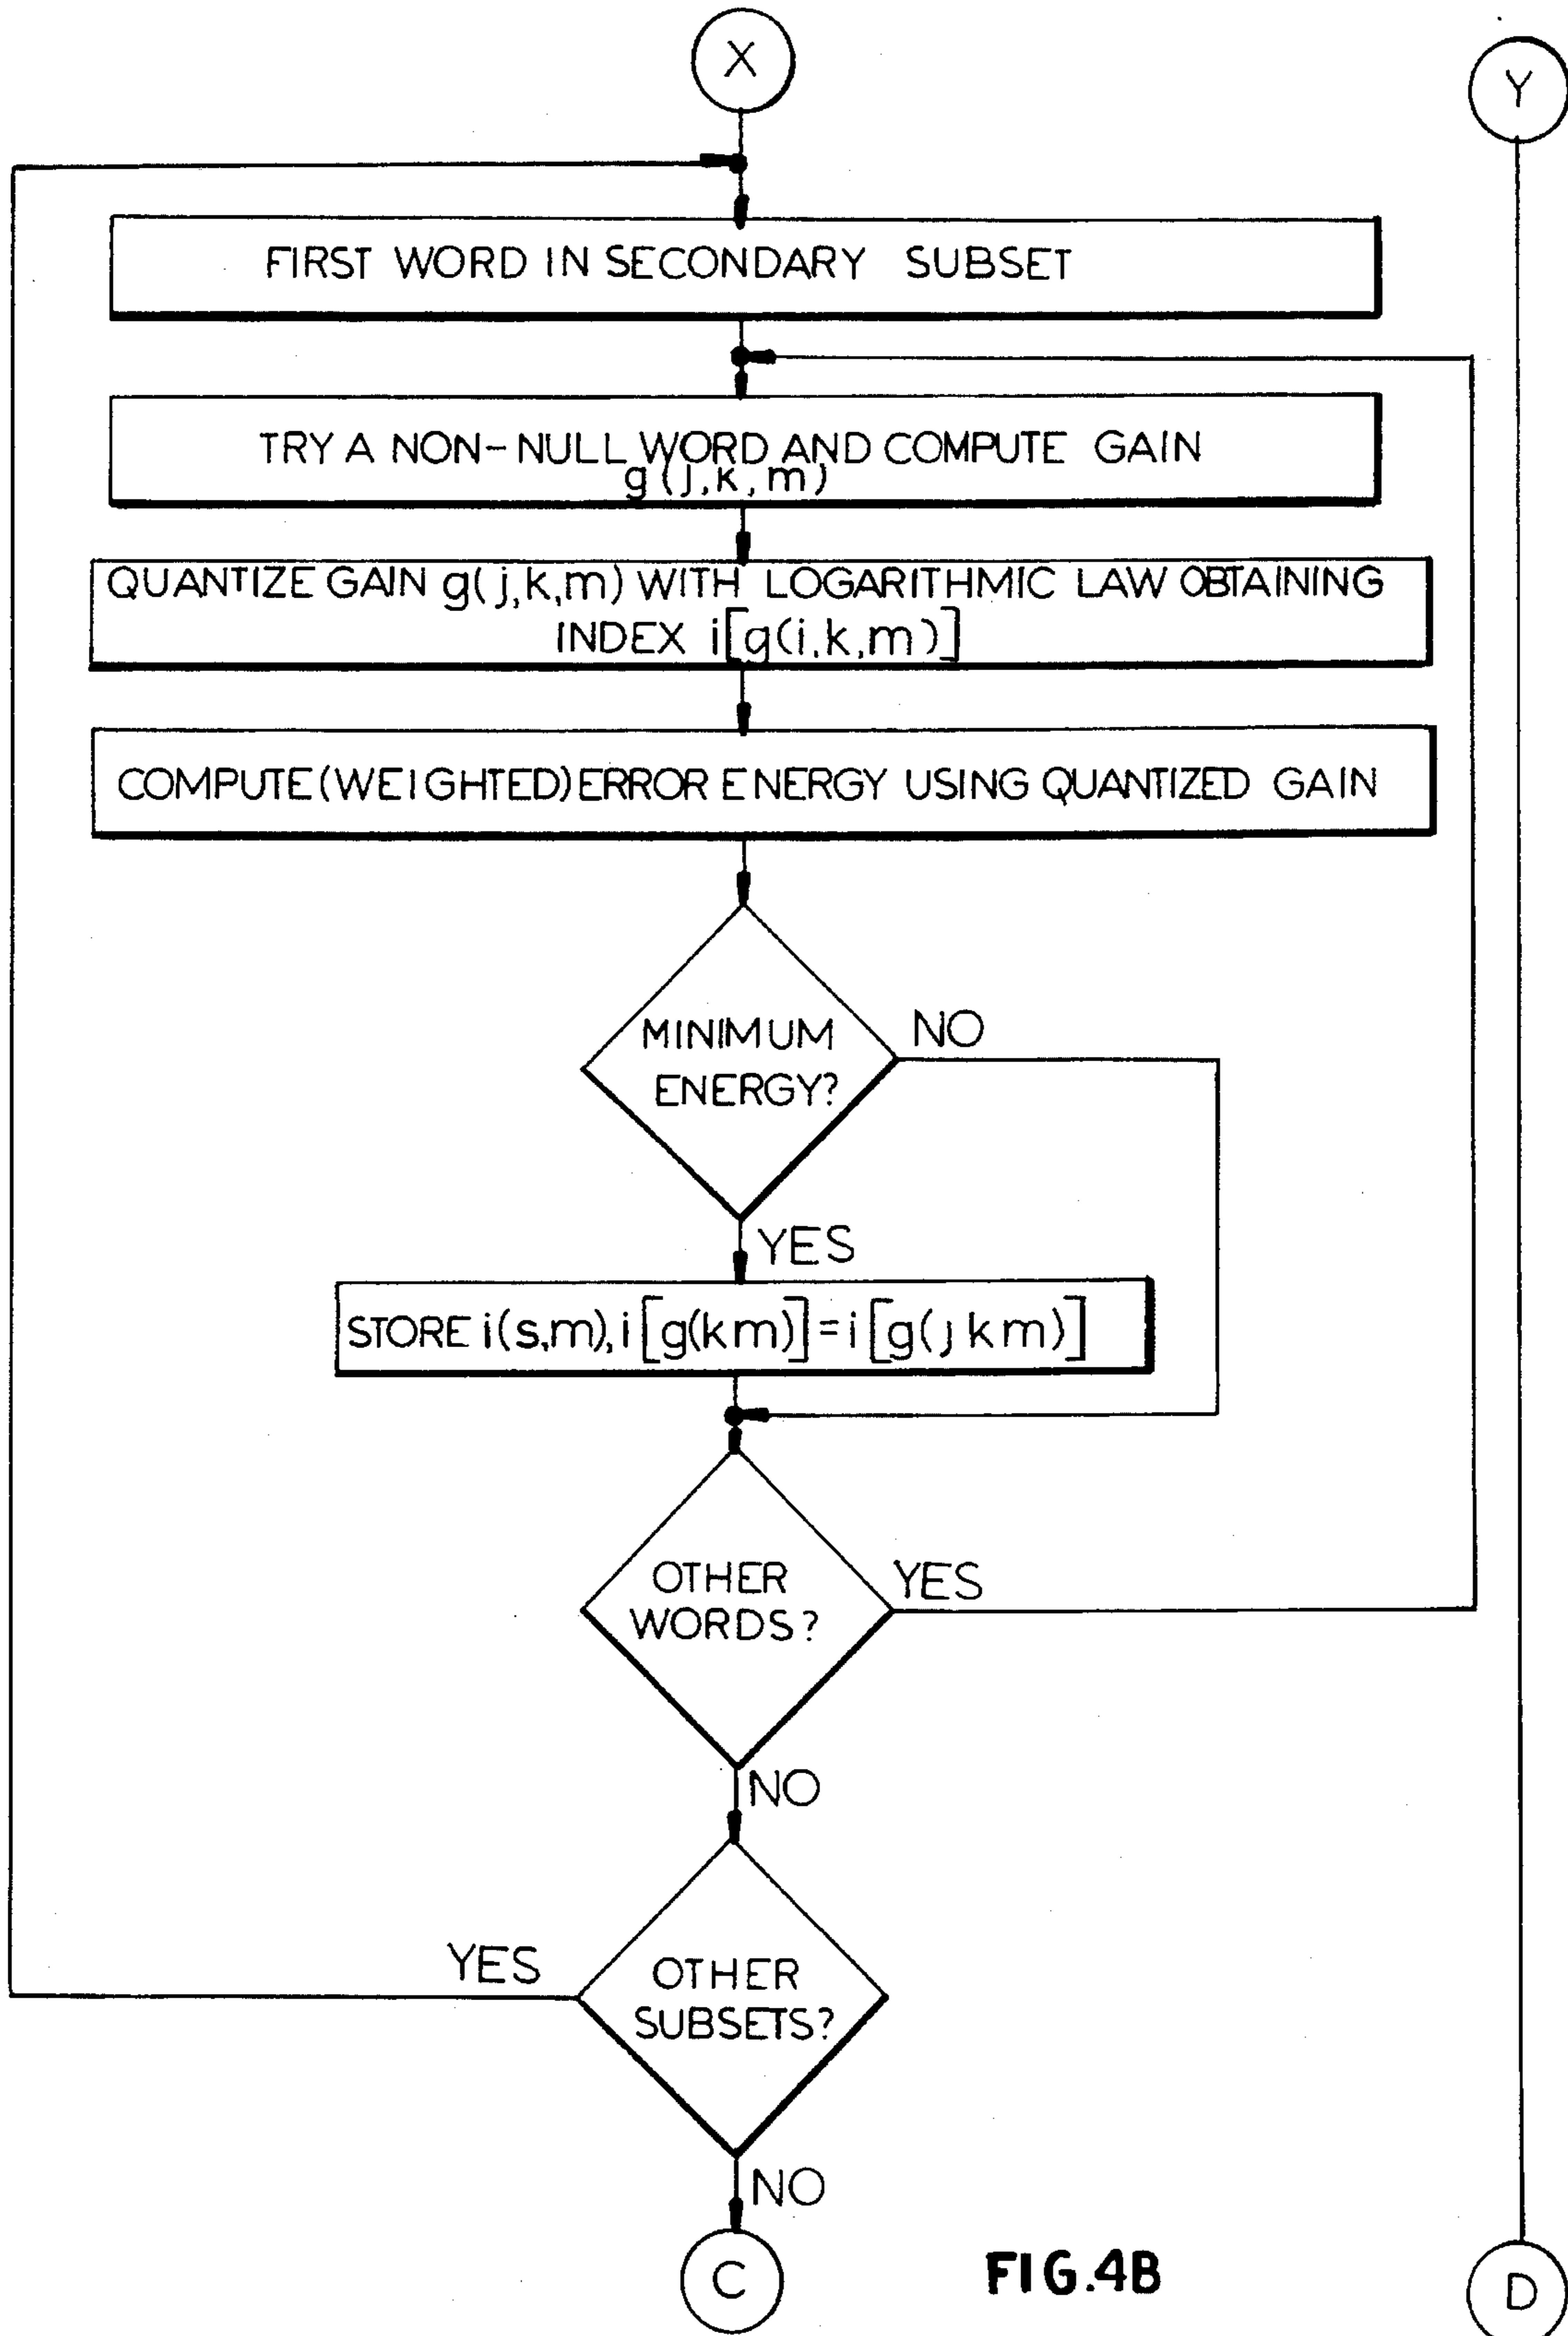 X
Y
FIRST WORD IN SECONDARY SUBSET
TRY A NON-NULL WORD AND COMPUTE GAIN
g(j,k,m)
QUANTIZE GAIN g(j,k,m) WITH LOGARITHMIC LAW OBTAINING
INDEX i[g(i,k,m)]
COMPUTE(WEIGHTED)ERROR ENERGY USING QUANTIZED GAIN
MINIMUM
ENERGY?
NO
YES
STORE i(s,m),i[g(km)]=i[g(jkm)]
OTHER
WORDS?
YES
NO
YES
OTHER
SUBSETS?
NO
C
FIG.4B
D